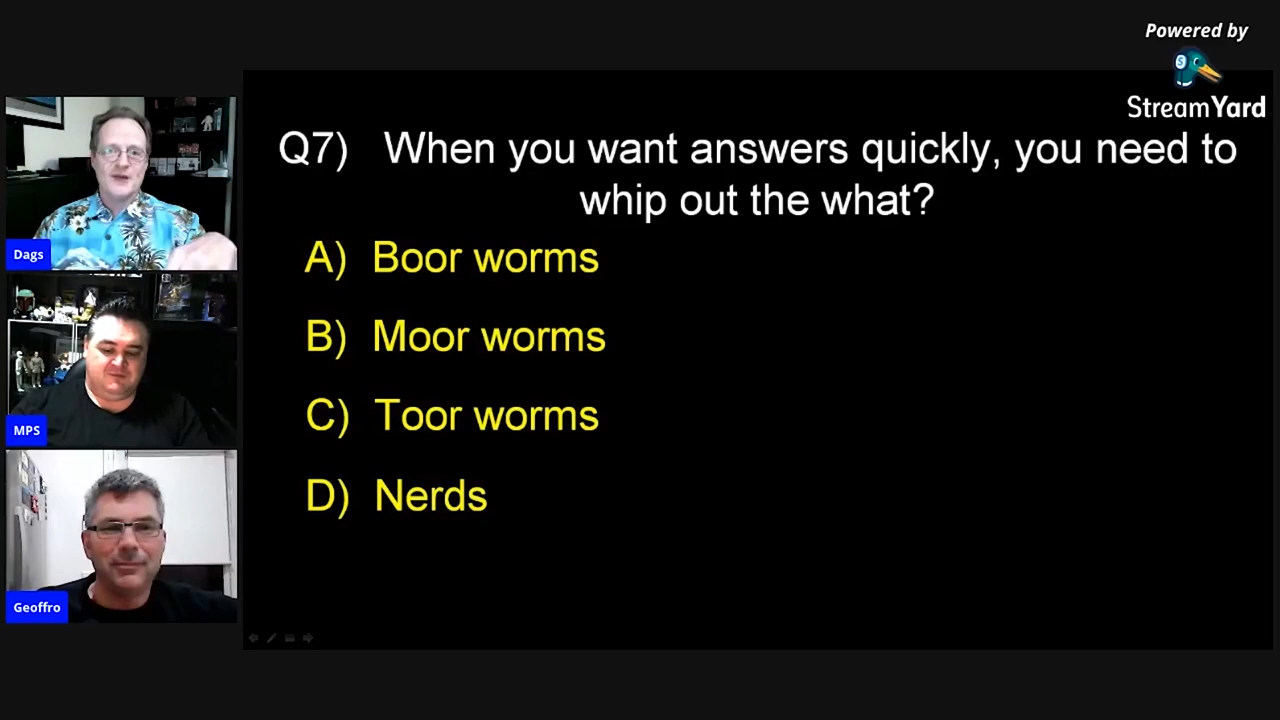 Powered by
StreamYard
Q7) When you want answers quickly, you need to
whip out the what?
A) Boor worms
B) Moor worms
C) Toor worms
D) Nerds
Dags
MPS
Geoffro